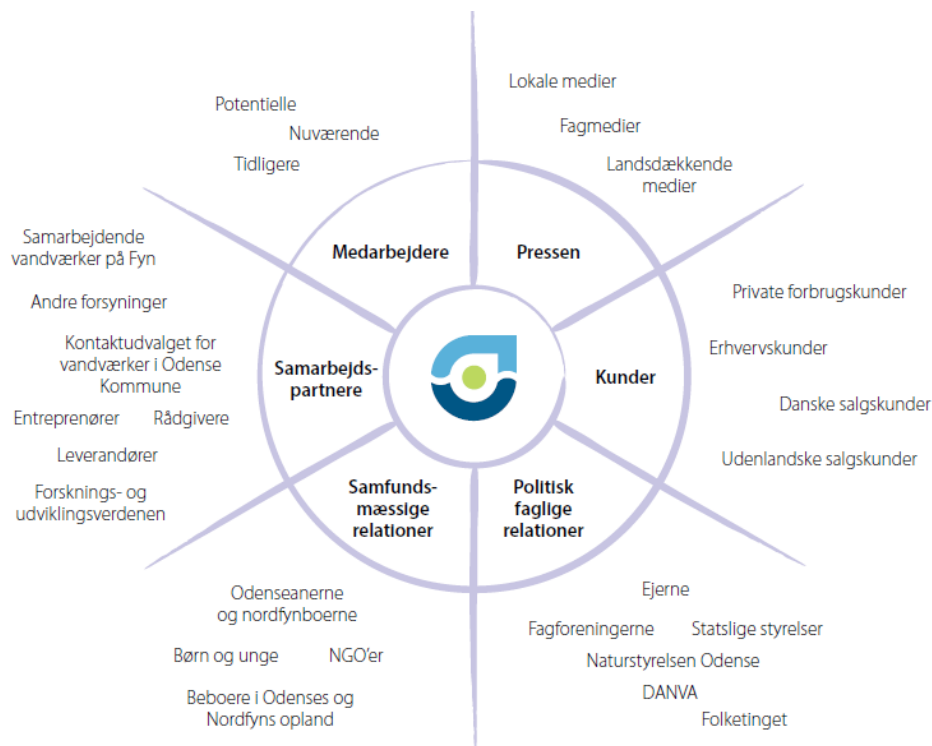 Lokale medier
Fagmedier
Landsdækkende
medier
Pressen
Private forbrugskunder
Erhvervskunder
Danske salgskunder
Udenlandske salgskunder
Kunder
Politisk
faglige
relationer
Ejerne
Fagforeningerne
Statslige styrelser
Naturstyrelsen Odense
DANVA
Folketinget
Samfunds-
mæssige
relationer
Odenseanerne
og nordfynboerne
Børn og unge
NGO'er
Beboere i Odenses og
Nordfyns opland
Samarbejds-
partnere
Samarbejdende
vandværker på Fyn
Andre forsyninger
Kontaktudvalget for
vandværker i Odense
Kommune
Entreprenører
Rådgivere
Leverandører
Forsknings- og
udviklingsverdenen
Medarbejdere
Potentielle
Nuværende
Tidligere